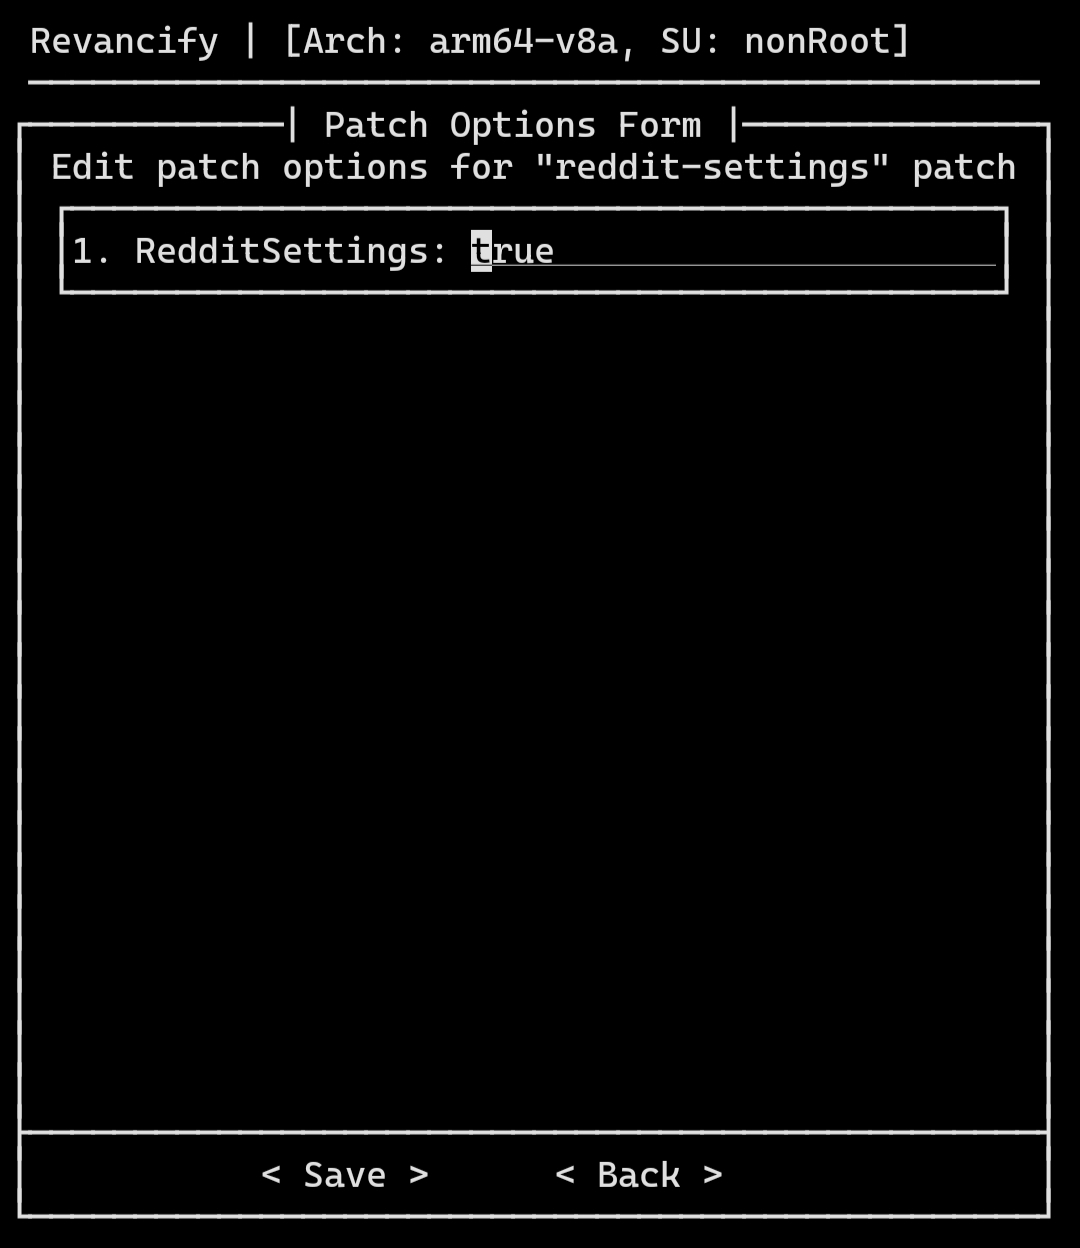 Revancify | [Arch: arm64-v8a, SU: nonRoot]
| Patch Options Form |
Edit patch options for "reddit-settings" patch
1. RedditSettings: true
< Save > < Back >